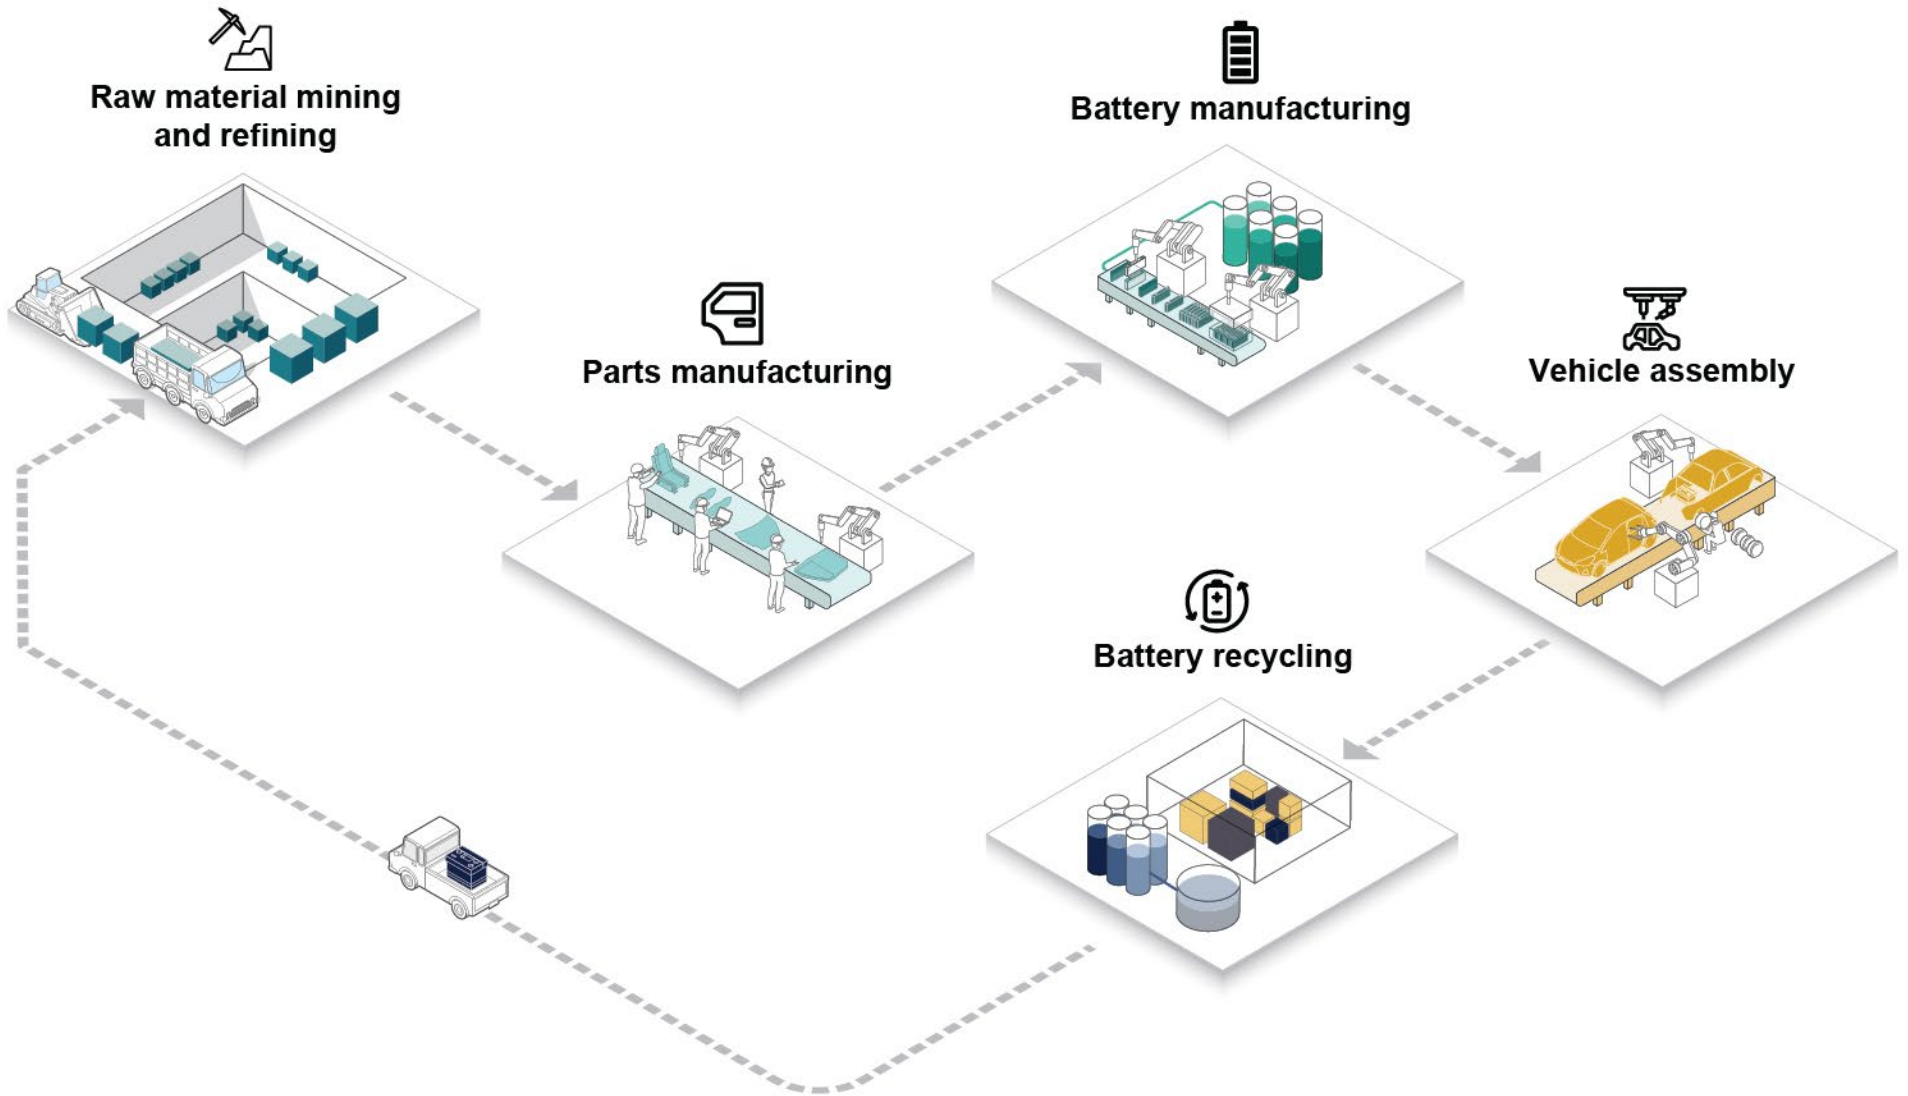 Raw material mining
and refining
Battery manufacturing
Parts manufacturing
Vehicle assembly
Battery recycling